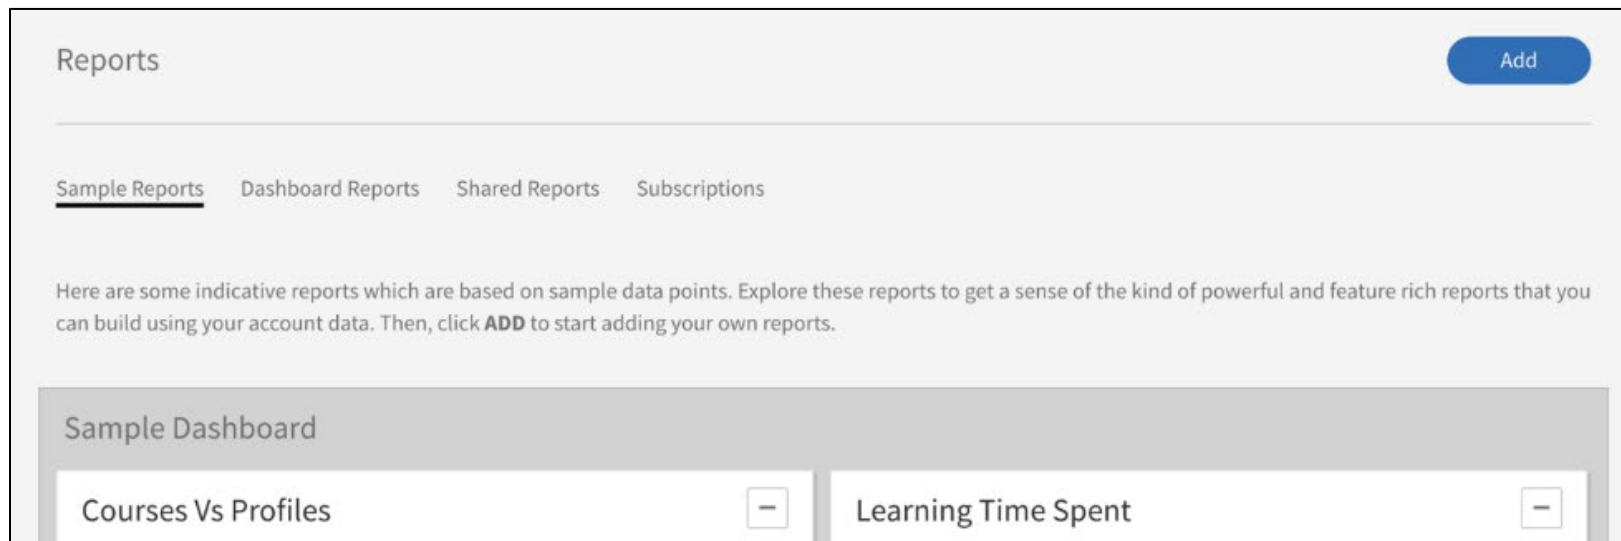 Reports
Add
Sample Reports Dashboard Reports Shared Reports Subscriptions
Here are some indicative reports which are based on sample data points. Explore these reports to get a sense of the kind of powerful and feature rich reports that you
can build using your account data. Then, click ADD to start adding your own reports.
Sample Dashboard
Courses Vs Profiles
Learning Time Spent